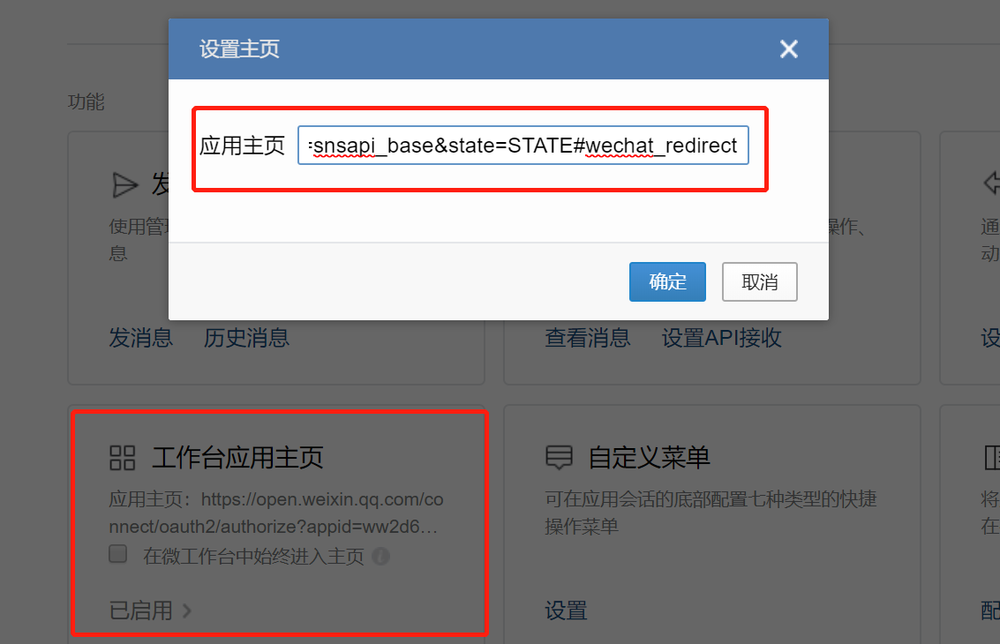 设置主页
功能
应用主页
=snsapi_base&state=STATE#wechat_redirect
发
使用管
操作、
通
息
动
确定
取消
发消息 历史消息
查看消息 设置API接收
设
工作台应用主页
自定义菜单
应用主页：https://open.weixin.qq.com/co
nnect/oauth2/authorize?appid=ww2d6…
在微工作台中始终进入主页
可在应用会话的底部配置七种类型的快捷
操作菜单
将
在
已启用
设置
配